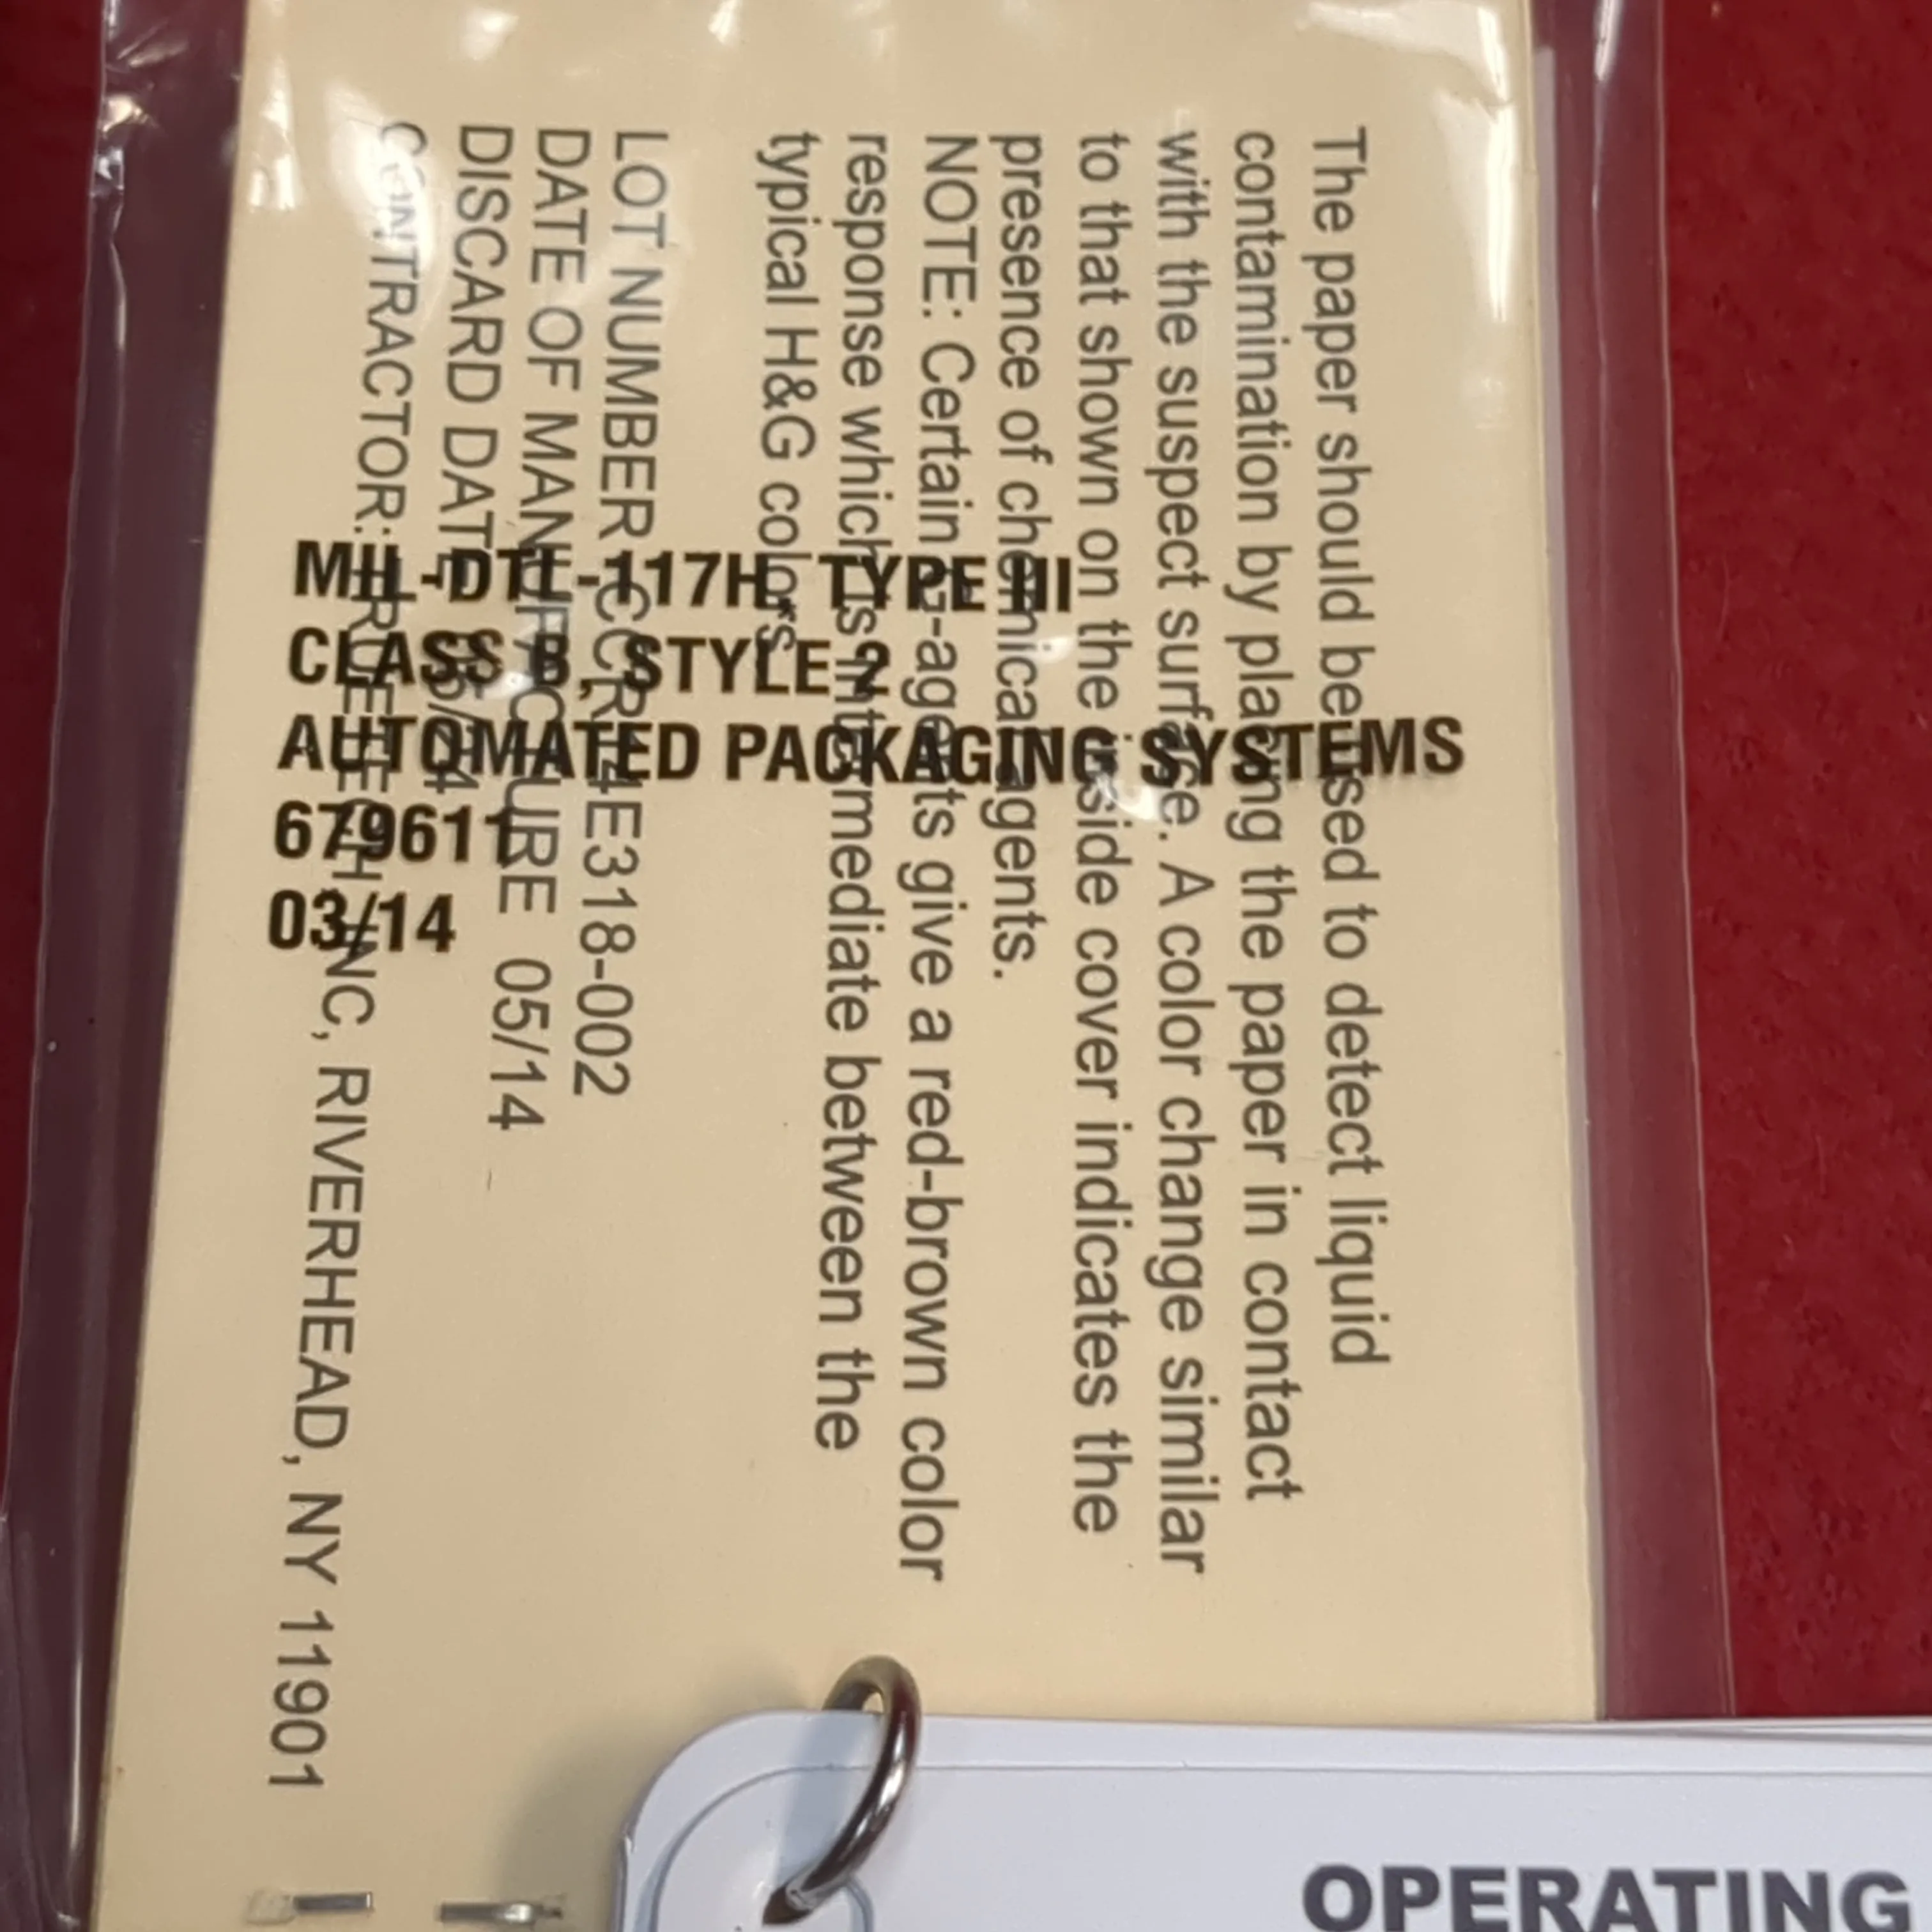 The paper should be used to detect liquid
contamination by placing the paper in contact
with the suspect surface. A color change similar
to that shown on the inside cover indicates the
presence of chemical agents.
NOTE: Certain G-agents give a red-brown color
response which is intermediate between the
typical H&G colors
LOT NUMBER
DATE OF MANUFACTURE 05/14
DISCARD DATE
CONTRACTOR: INC, RIVERHEAD, NY 11901
MIL-DTL-117H, TYPE III
CLASS B, STYLE 2
AUTOMATED PACKAGING SYSTEMS
679611
03/14
OPERATING